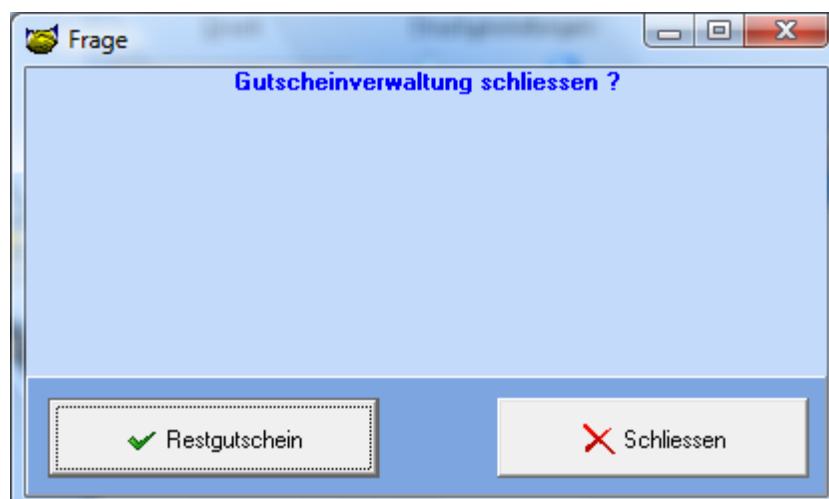 Frage
Gutscheinverwaltung schliessen ?
Restgutschein
Schliessen